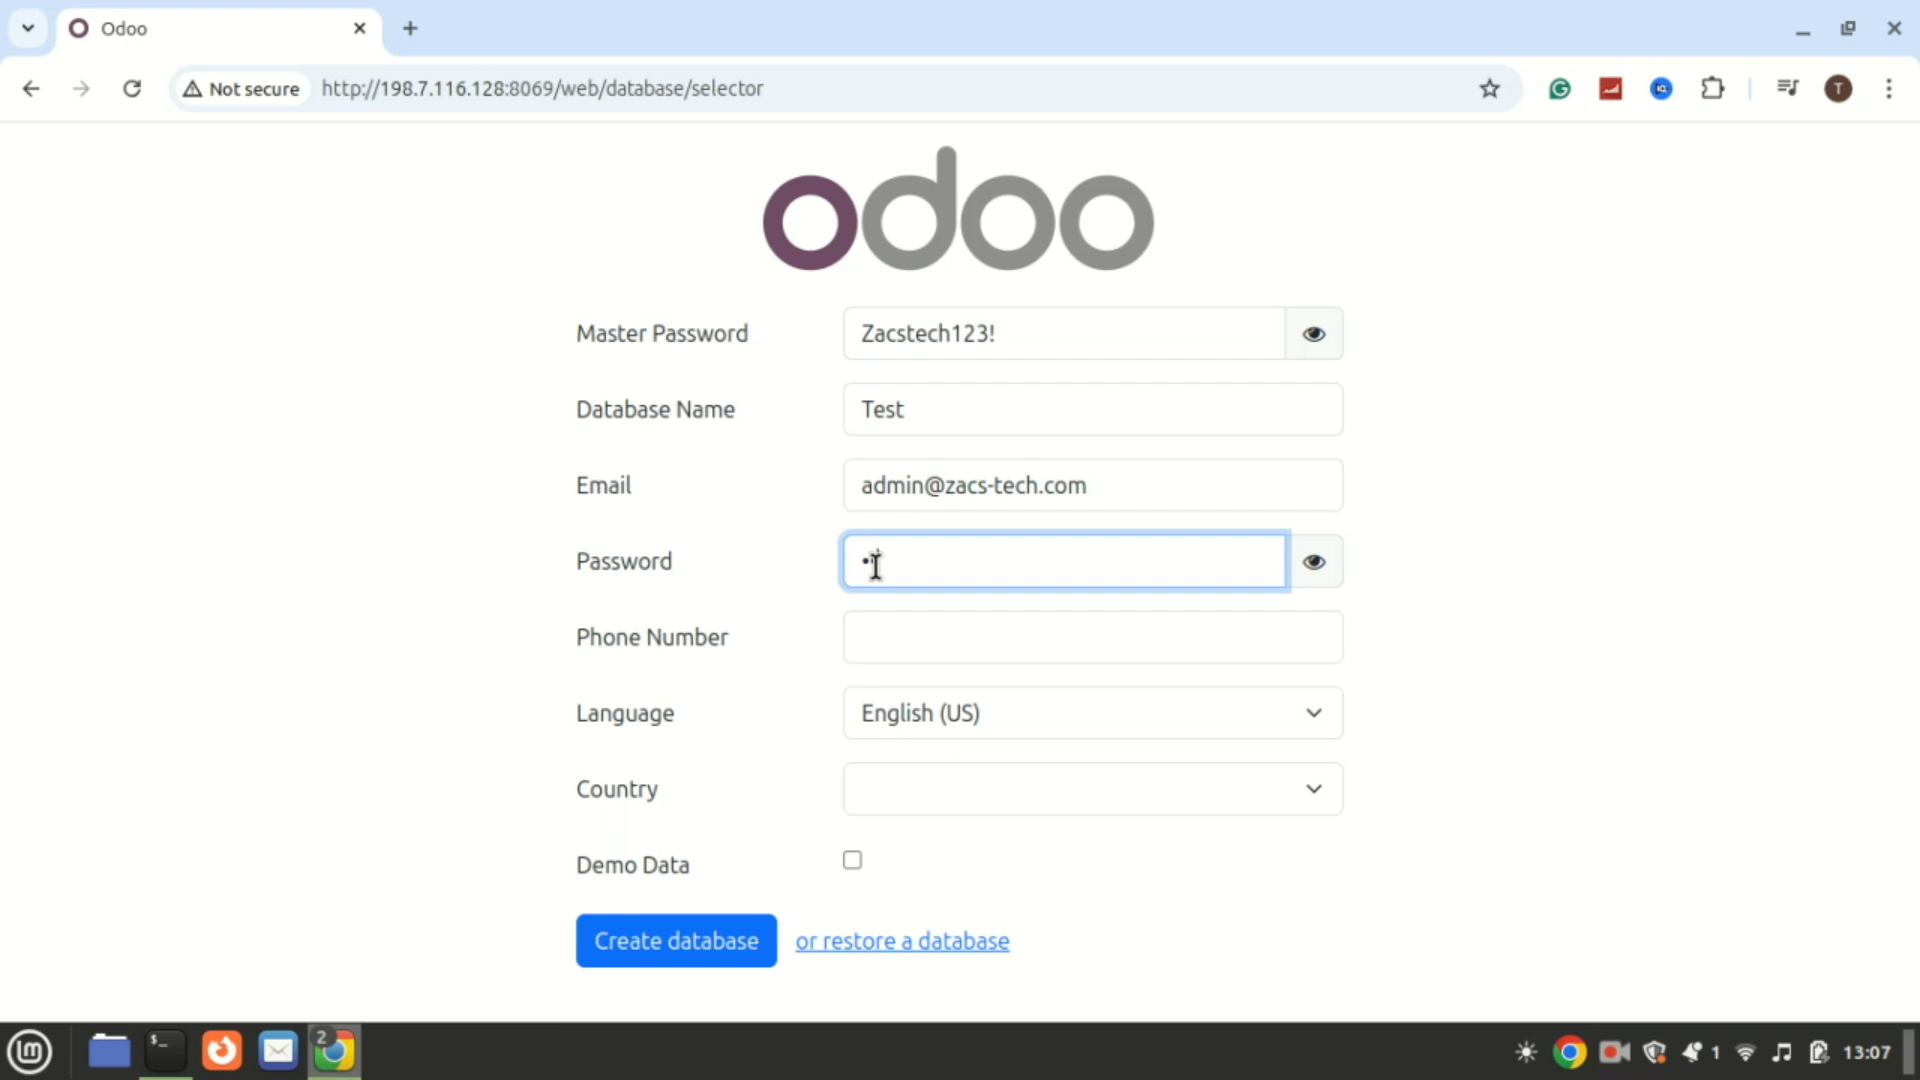 Odoo
Not secure http://198.7.116.128:8069/web/database/selector
T
odoo
Master Password Zacstech123!
Database Name Test
Email admin@zacs-tech.com
Password
Phone Number
Language English (US)
Country
Demo Data
Create database or restore a database
$_ 2 1 13:07